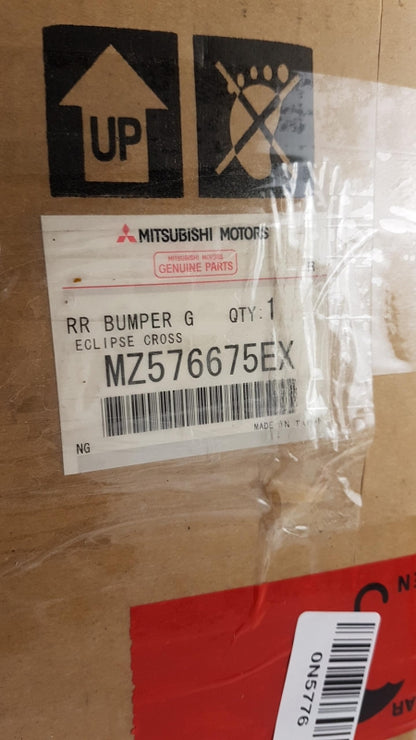 UP
MITSUBISHI MOTORS
MITSUBISHI MOTORS
GENUINE PARTS
RR BUMPER G QTY:1
ECLIPSE CROSS
MZ576675EX
MADE IN
NG
0N5776